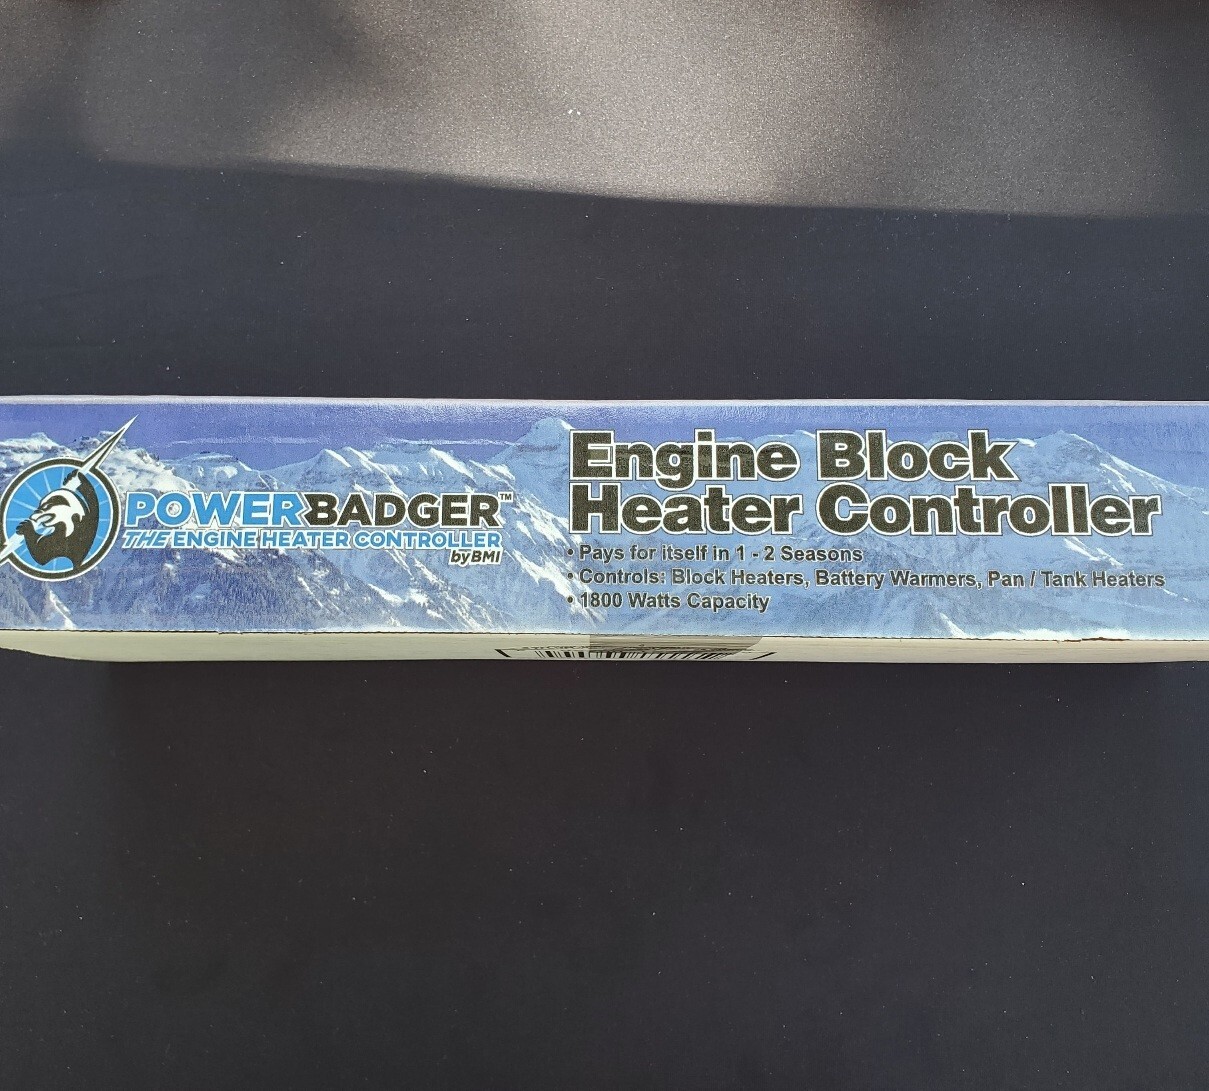 POWERBADGER™
THE ENGINE HEATER CONTROLLER
by BMI
Engine Block
Heater Controller
• Pays for itself in 1 - 2 Seasons
• Controls: Block Heaters, Battery Warmers, Pan / Tank Heaters
• 1800 Watts Capacity